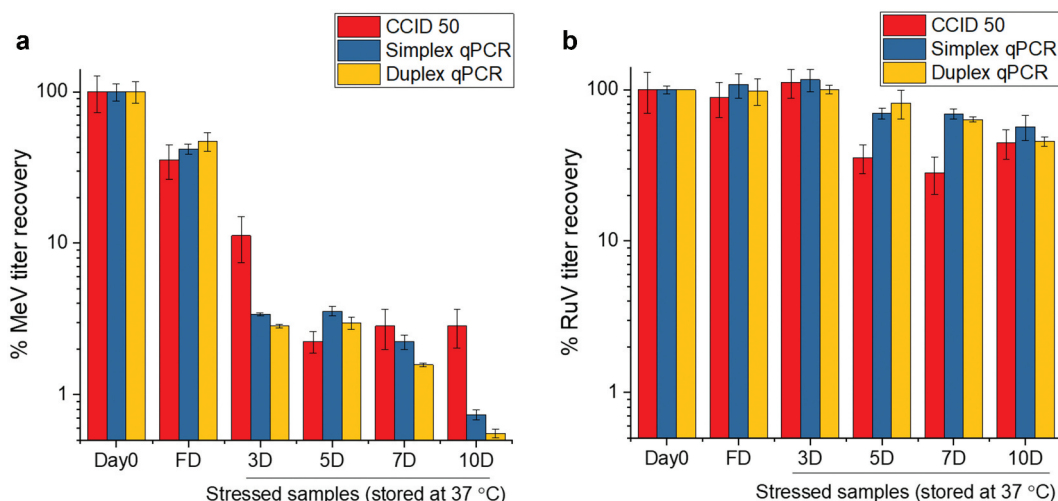 a
CCID 50
Simplex qPCR
Duplex qPCR
% MeV titer recovery
100
10
1
Day0 FD 3D 5D 7D 10D
Stressed samples (stored at 37 °C)
b
CCID 50
Simplex qPCR
Duplex qPCR
% RuV titer recovery
100
10
1
Day0 FD 3D 5D 7D 10D
Stressed samples (stored at 37 °C)